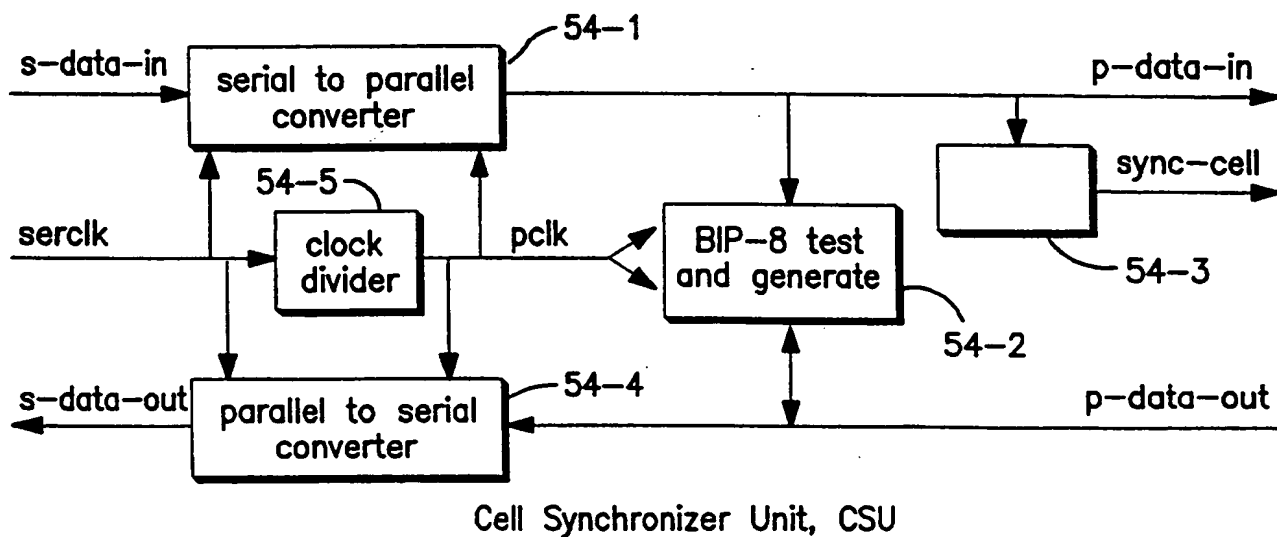 54-1
s-data-in
serial to parallel
converter
p-data-in
54-5
sync-cell
serclk
clock
divider
pclk
BIP-8 test
and generate
54-3
54-2
54-4
s-data-out
parallel to serial
converter
p-data-out
Cell Synchronizer Unit, CSU